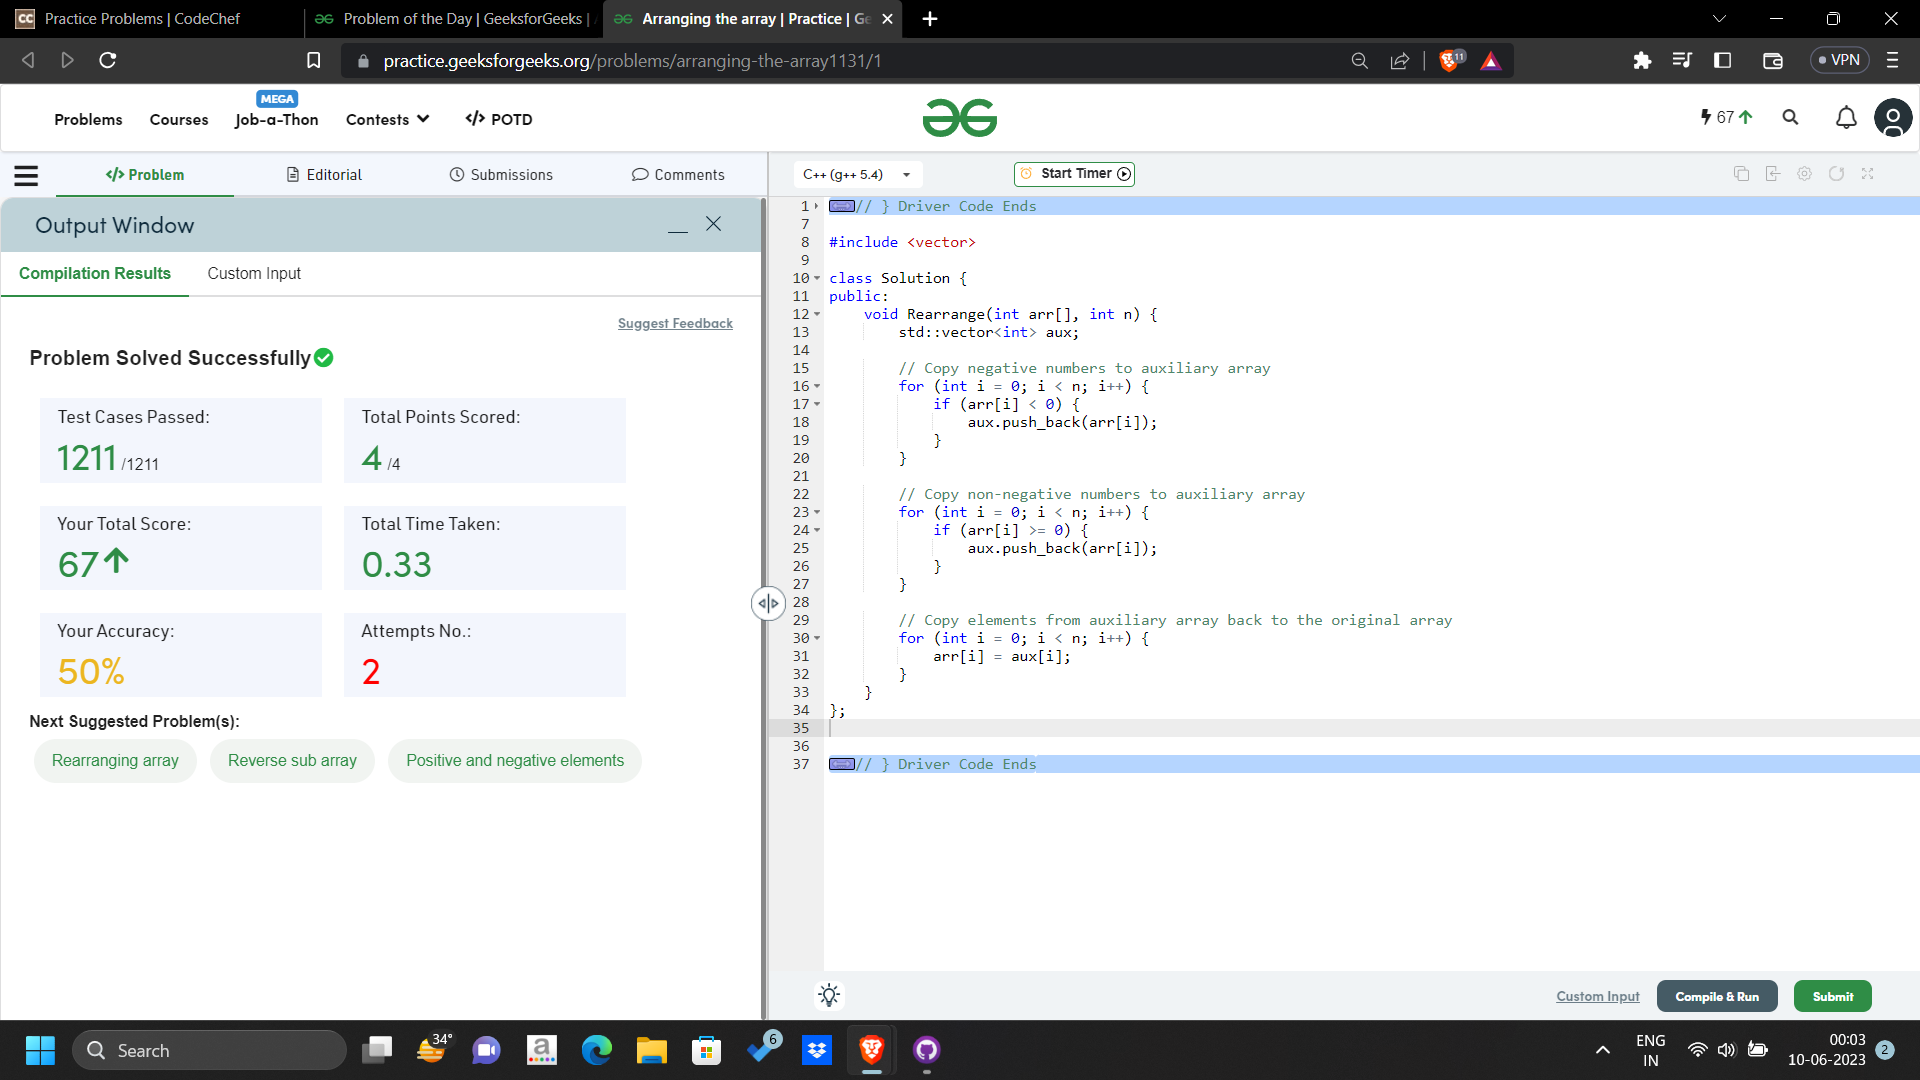 CC Practice Problems | CodeChef
Problem of the Day | GeeksforGeeks |
Arranging the array | Practice | Ge
practice.geeksforgeeks.org/problems/arranging-the-array1131/1
11
VPN
MEGA
Problems
Courses
Job-a-Thon
Contests
</> POTD
67
</> Problem
Editorial
Submissions
Comments
C++ (g++ 5.4)
Start Timer
Output Window
Compilation Results
Custom Input
Suggest Feedback
Problem Solved Successfully
Test Cases Passed:
1211 /1211
Total Points Scored:
4 /4
Your Total Score:
67
Total Time Taken:
0.33
Your Accuracy:
50%
Attempts No.:
2
Next Suggested Problem(s):
Rearranging array
Reverse sub array
Positive and negative elements
1 // } Driver Code Ends
7
8 #include <vector>
9
10 class Solution {
11 public:
12 void Rearrange(int arr[], int n) {
13 std::vector<int> aux;
14
15 // Copy negative numbers to auxiliary array
16 for (int i = 0; i < n; i++) {
17 if (arr[i] < 0) {
18 aux.push_back(arr[i]);
19 }
20 }
21
22 // Copy non-negative numbers to auxiliary array
23 for (int i = 0; i < n; i++) {
24 if (arr[i] >= 0) {
25 aux.push_back(arr[i]);
26 }
27 }
28
29 // Copy elements from auxiliary array back to the original array
30 for (int i = 0; i < n; i++) {
31 arr[i] = aux[i];
32 }
33 }
34 };
35
36
37 // } Driver Code Ends
Custom Input
Compile & Run
Submit
Search
34°
a
6
ENG
IN
00:03
10-06-2023
2